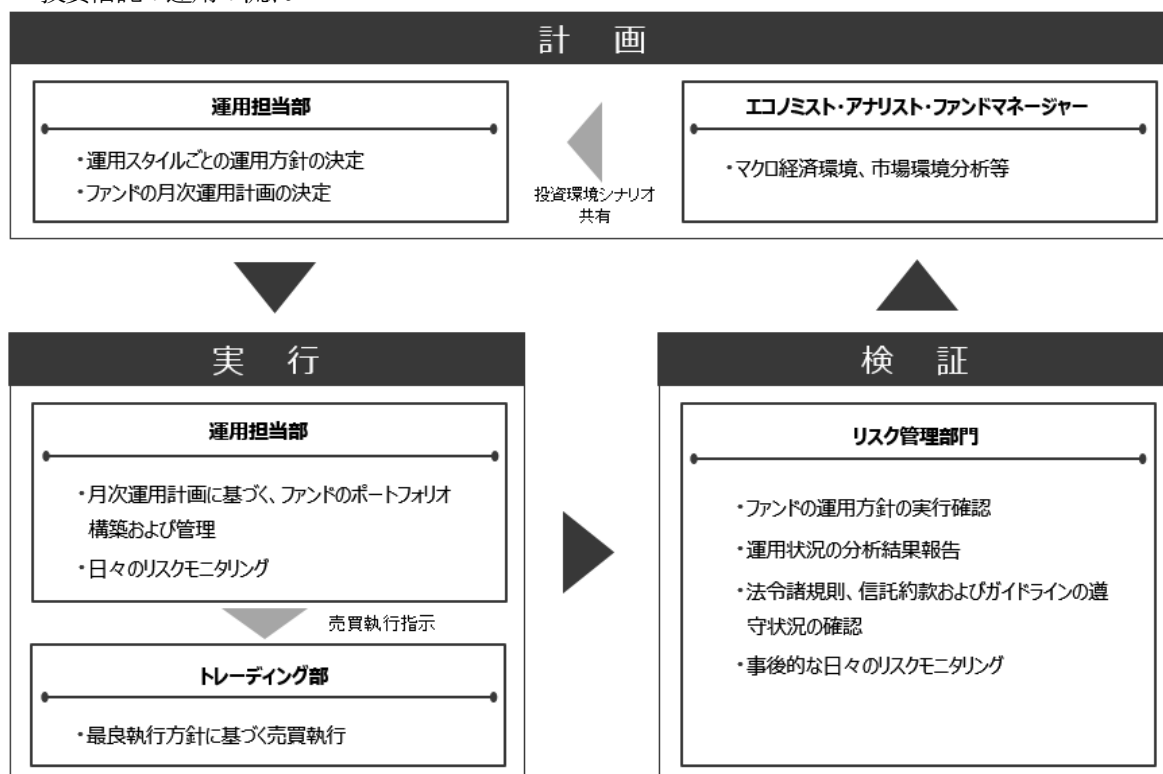 計 画
運用担当部
・運用スタイルごとの運用方針の決定
・ファンドの月次運用計画の決定
投資環境シナリオ
共有
エコノミスト・アナリスト・ファンドマネージャー
・マクロ経済環境、市場環境分析等
実 行
運用担当部
・月次運用計画に基づく、ファンドのポートフォリオ
構築および管理
・日々のリスクモニタリング
売買執行指示
トレーディング部
・最良執行方針に基づく売買執行
検 証
リスク管理部門
・ファンドの運用方針の実行確認
・運用状況の分析結果報告
・法令諸規則、信託約款およびガイドラインの遵
守状況の確認
・事後的な日々のリスクモニタリング